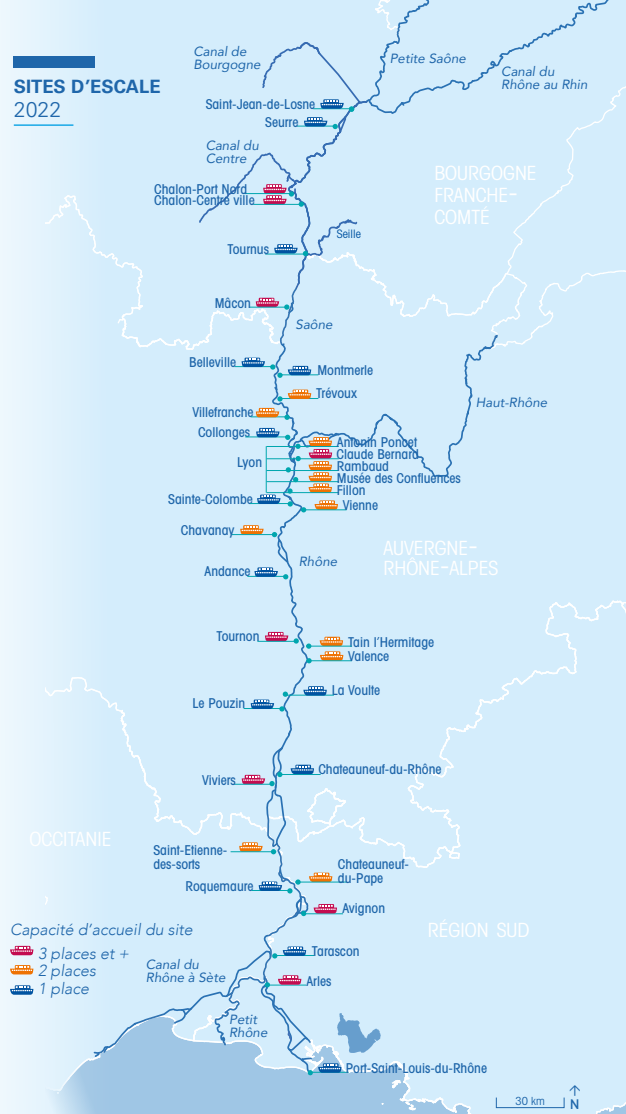 SITES D'ESCALE
2022
Canal de
Bourgogne
Petite Saône
Canal du
Rhône au Rhin
Saint-Jean-de-Losne
Seurre
Canal du
Centre
BOURGOGNE
FRANCHE-
COMTÉ
Chalon-Port Nord
Chalon-Centre ville
Seille
Tournus
Mâcon
Saône
Belleville
Montmerle
Trévoux
Haut-Rhône
Villefranche
Collonges
Antonin Poncet
Claude Bernard
Lyon
Rambaud
Musée des Confluences
Fillon
Sainte-Colombe
Vienne
Chavanay
AUVERGNE-
RHÔNE-ALPES
Rhône
Andance
Tournon
Tain l'Hermitage
Valence
La Voulte
Le Pouzin
Chateauneuf-du-Rhône
Viviers
OCCITANIE
Saint-Etienne-
des-sorts
Chateauneuf-
du-Pape
Roquemaure
Avignon
RÉGION SUD
Capacité d'accueil du site
3 places et +
2 places
1 place
Tarascon
Canal du
Rhône à Sète
Arles
Petit
Rhône
Port-Saint-Louis-du-Rhône
30 km
N